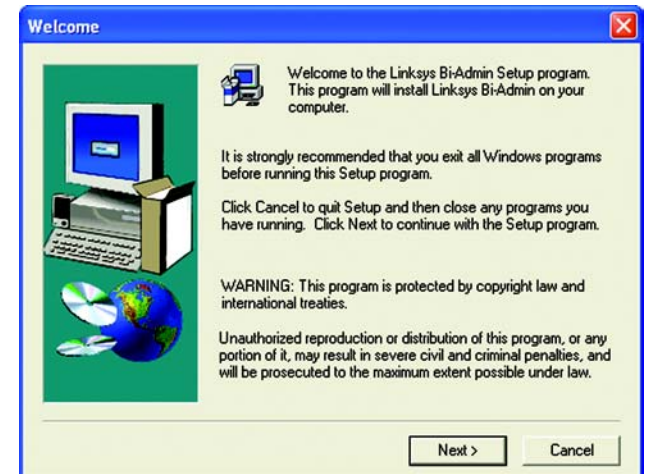 Welcome
Welcome to the Linksys Bi-Admin Setup program.
This program will install Linksys Bi-Admin on your
computer.
It is strongly recommended that you exit all Windows programs
before running this Setup program.
Click Cancel to quit Setup and then close any programs you
have running. Click Next to continue with the Setup program.
WARNING: This program is protected by copyright law and
international treaties.
Unauthorized reproduction or distribution of this program, or any
portion of it, may result in severe civil and criminal penalties, and
will be prosecuted to the maximum extent possible under law.
Next >
Cancel